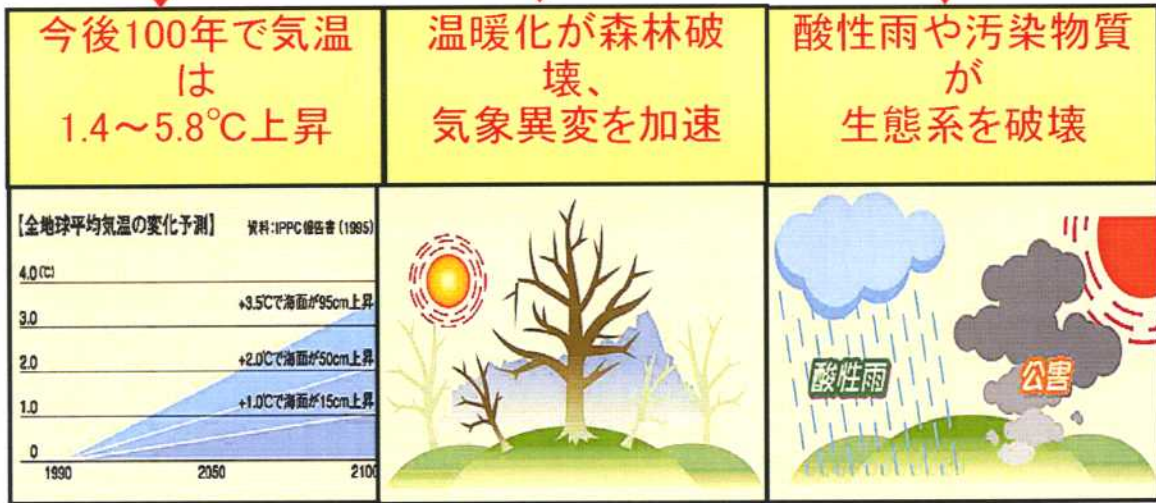 今後100年で気温
は
1.4～5.8℃上昇
温暖化が森林破
壊、
気象異変を加速
酸性雨や汚染物質
が
生態系を破壊
【全地球平均気温の変化予測】 資料:IPPC報告書(1995)
4.0(℃)
+3.5℃で海面が95cm上昇
3.0
+2.0℃で海面が50cm上昇
2.0
+1.0℃で海面が15cm上昇
1.0
0
1990 2050 2100
酸性雨
公害